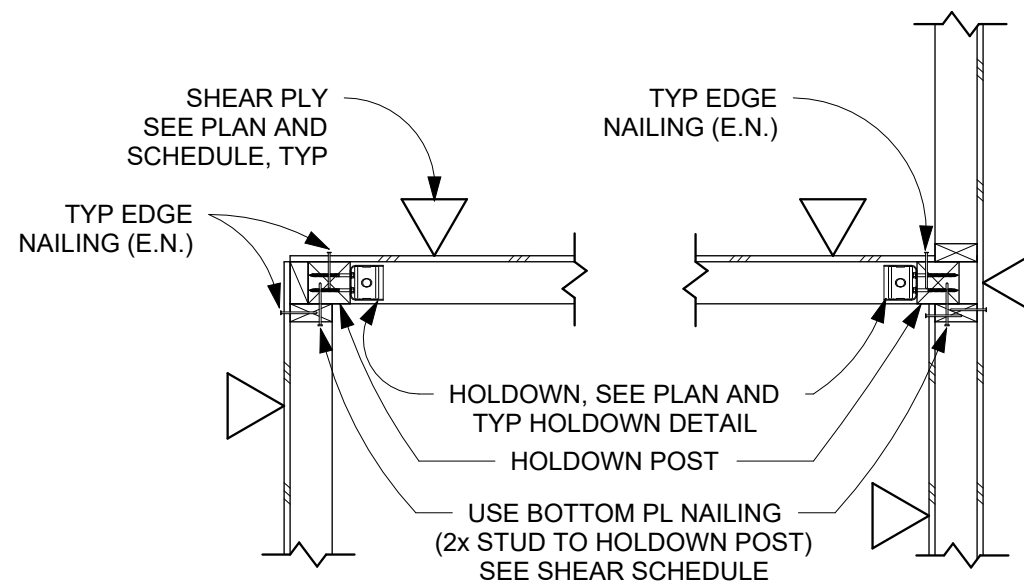 SHEAR PLY
SEE PLAN AND
SCHEDULE, TYP
TYP EDGE
NAILING (E.N.)
TYP EDGE
NAILING (E.N.)
HOLDOWN, SEE PLAN AND
TYP HOLDOWN DETAIL
HOLDOWN POST
USE BOTTOM PL NAILING
(2x STUD TO HOLDOWN POST)
SEE SHEAR SCHEDULE